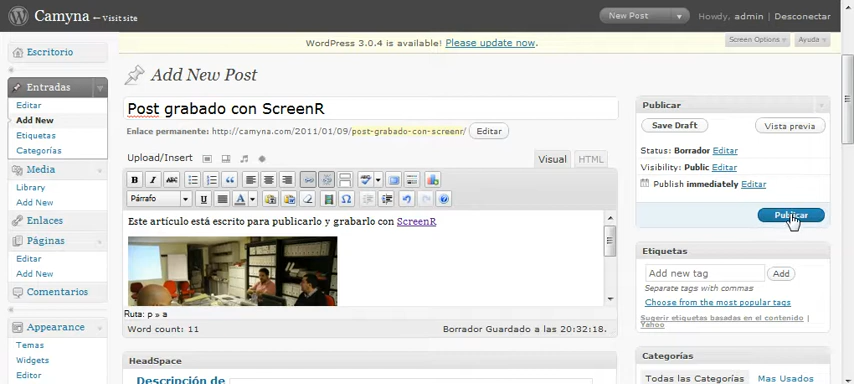 Camyna ← Visit site
New Post
Howdy, admin | Desconectar
WordPress 3.0.4 is available! Please update now.
Screen Options
Ayuda
Escritorio
Entradas
Editar
Add New
Etiquetas
Categorías
Media
Library
Add New
Enlaces
Páginas
Editar
Add New
Comentarios
Appearance
Temas
Widgets
Editor
Add New Post
Post grabado con ScreenR
Enlace permanente: http://camyna.com/2011/01/09/post-grabado-con-screenr/ Editar
Upload/Insert
Visual
HTML
B I ABC
ABC
Párrafo
U A
Este artículo está escrito para publicarlo y grabarlo con ScreenR
Ruta: p » a
Word count: 11
Borrador Guardado a las 20:32:18.
HeadSpace
Descripción de
Publicar
Save Draft
Vista previa
Status: Borrador Editar
Visibility: Public Editar
Publish immediately Editar
Publicar
Etiquetas
Add new tag
Add
Separate tags with commas
Choose from the most popular tags
Sugerir etiquetas basadas en el contenido |
Yahoo
Categorías
Todas las Categorías
Mas Usados